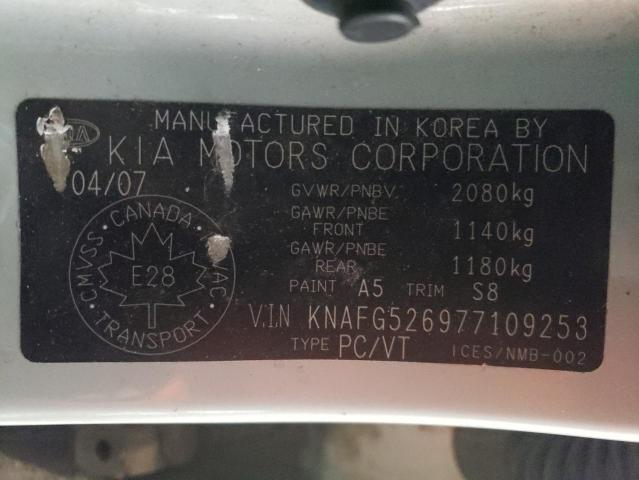 MANUFACTURED IN KOREA BY
KIA MOTORS CORPORATION
04/07
GVWR/PNBV 2080kg
GAWR/PNBE FRONT 1140kg
GAWR/PNBE REAR 1180kg
PAINT A5 TRIM S8
CANADA
CMVSS
E28
VAC
TRANSPORT
V.I.N KNAFG526977109253
TYPE PC/VT ICES/NMB-002